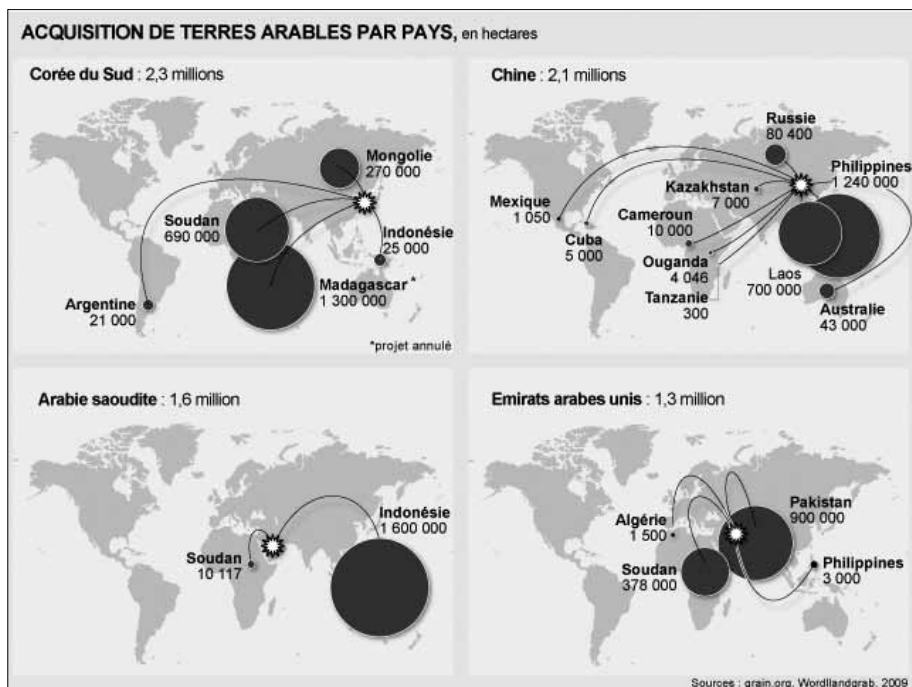 ACQUISITION DE TERRES ARABLES PAR PAYS, en hectares
Corée du Sud : 2,3 millions
Mongolie
270 000
Soudan
690 000
Indonésie
25 000
Madagascar*
1 300 000
Argentine
21 000
*projet annulé
Chine : 2,1 millions
Russie
80 400
Philippines
1 240 000
Kazakhstan
7 000
Mexique
1 050
Cameroun
10 000
Cuba
5 000
Ouganda
4 046
Laos
700 000
Tanzanie
300
Australie
43 000
Arabie saoudite : 1,6 million
Indonésie
1 600 000
Soudan
10 117
Emirats arabes unis : 1,3 million
Pakistan
900 000
Algérie
1 500
Soudan
378 000
Philippines
3 000
Sources : grain.org, Wordllandgrab, 2009